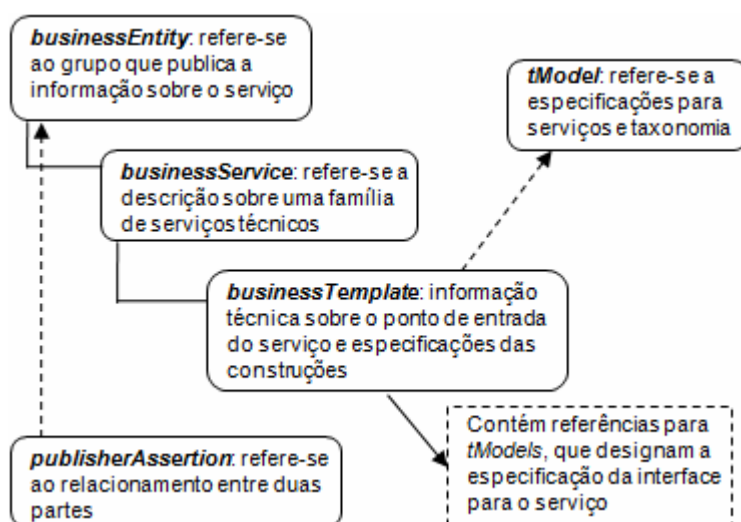 businessEntity: refere-se
ao grupo que publica a
informação sobre o serviço
tModel: refere-se a
especificações para
serviços e taxonomia
businessService: refere-se a
descrição sobre uma família
de serviços técnicos
businessTemplate: informação
técnica sobre o ponto de entrada
do serviço e especificações das
construções
publisherAssertion: refere-se
ao relacionamento entre duas
partes
Contém referências para
tModels, que designam a
especificação da interface
para o serviço